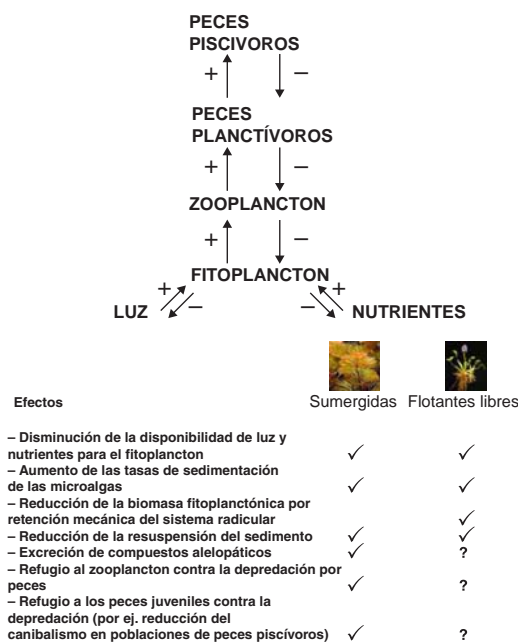 PECES
PISCIVOROS
+ –
PECES
PLANCTÍVOROS
+ –
ZOOPLANCTON
+ –
FITOPLANCTON
+ – – +
LUZ NUTRIENTES
Efectos Sumergidas Flotantes libres
– Disminución de la disponibilidad de luz y
nutrientes para el fitoplancton ✓ ✓
– Aumento de las tasas de sedimentación
de las microalgas ✓ ✓
– Reducción de la biomasa fitoplanctónica por
retención mecánica del sistema radicular ✓
– Reducción de la resuspensión del sedimento ✓ ✓
– Excreción de compuestos alelopáticos ✓ ?
– Refugio al zooplancton contra la depredación por
peces ✓ ?
– Refugio a los peces juveniles contra la
depredación (por ej. reducción del
canibalismo en poblaciones de peces piscívoros) ✓ ?